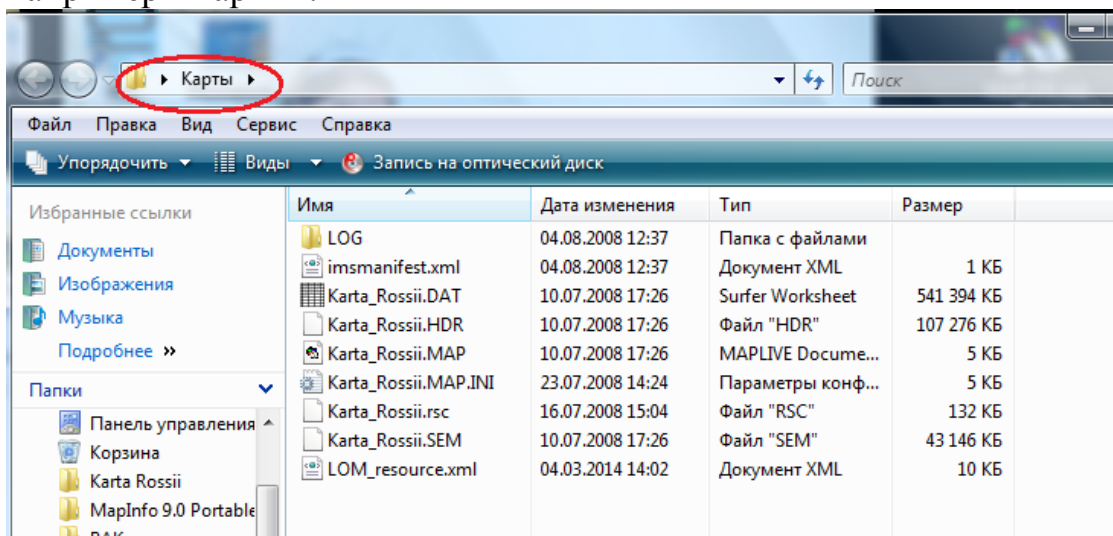 Карты
Поиск
Файл Правка Вид Сервис Справка
Упорядочить Виды Запись на оптический диск
Избранные ссылки
Документы
Изображения
Музыка
Подробнее »
Папки
Панель управления
Корзина
Karta Rossii
MapInfo 9.0 Portable
Имя Дата изменения Тип Размер
LOG 04.08.2008 12:37 Папка с файлами
imsmanifest.xml 04.08.2008 12:37 Документ XML 1 КБ
Karta_Rossii.DAT 10.07.2008 17:26 Surfer Worksheet 541 394 КБ
Karta_Rossii.HDR 10.07.2008 17:26 Файл "HDR" 107 276 КБ
Karta_Rossii.MAP 10.07.2008 17:26 MAPLIVE Docume... 5 КБ
Karta_Rossii.MAP.INI 23.07.2008 14:24 Параметры конф... 5 КБ
Karta_Rossii.rsc 16.07.2008 15:04 Файл "RSC" 132 КБ
Karta_Rossii.SEM 10.07.2008 17:26 Файл "SEM" 43 146 КБ
LOM_resource.xml 04.03.2014 14:02 Документ XML 10 КБ